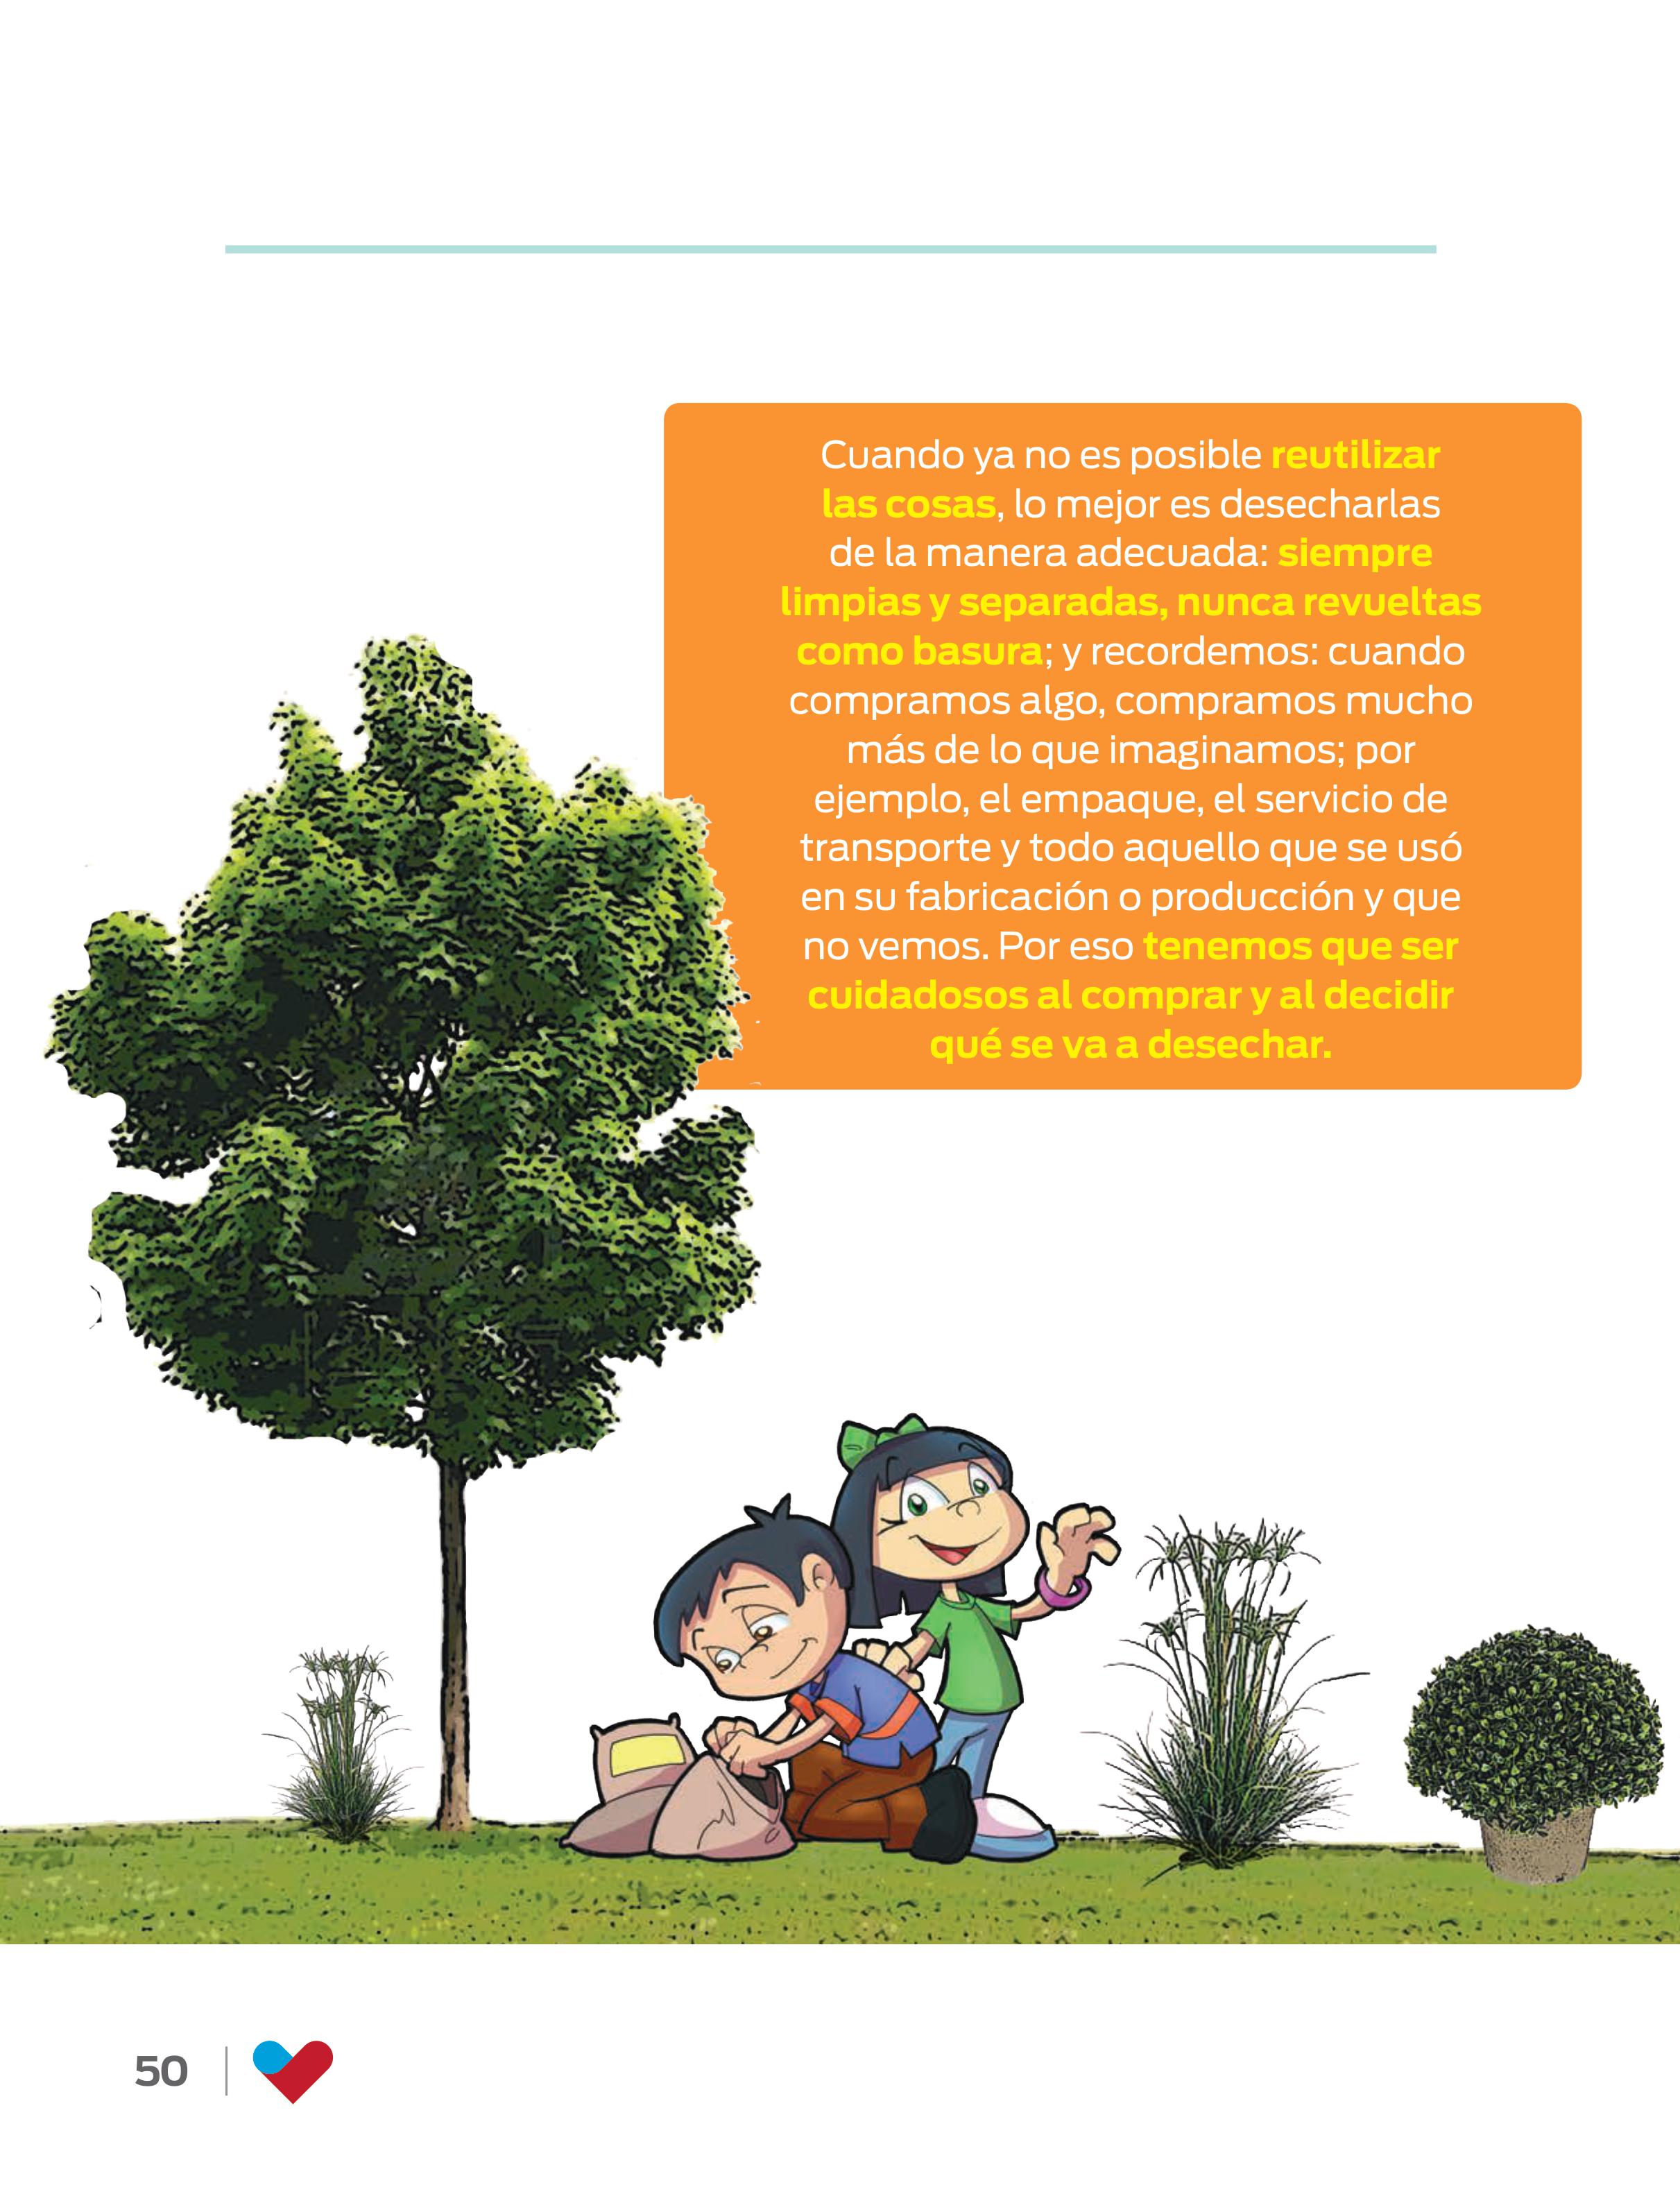 Cuando ya no es posible reutilizar
las cosas, lo mejor es desecharlas
de la manera adecuada: siempre
limpias y separadas, nunca revueltas
como basura; y recordemos: cuando
compramos algo, compramos mucho
más de lo que imaginamos; por
ejemplo, el empaque, el servicio de
transporte y todo aquello que se usó
en su fabricación o producción y que
no vemos. Por eso tenemos que ser
cuidadosos al comprar y al decidir
qué se va a desechar.
50